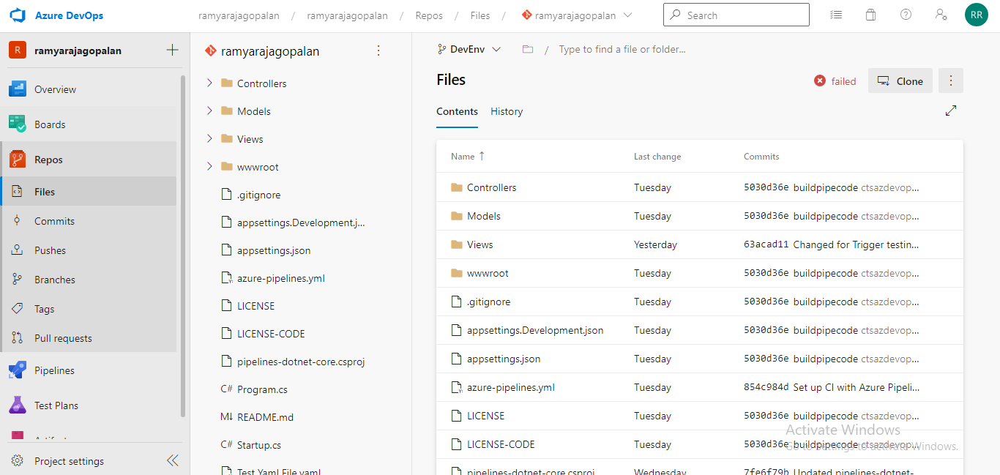 Azure DevOps
ramyarajagopalan / ramyarajagopalan / Repos / Files / ramyarajagopalan
Search
RR
R ramyarajagopalan
Overview
Boards
Repos
Files
Commits
Pushes
Branches
Tags
Pull requests
Pipelines
Test Plans
Project settings
ramyarajagopalan
Controllers
Models
Views
wwwroot
.gitignore
appsettings.Development.j...
appsettings.json
azure-pipelines.yml
LICENSE
LICENSE-CODE
pipelines-dotnet-core.csproj
C# Program.cs
M↓ README.md
C# Startup.cs
Test Yaml File.yaml
DevEnv / Type to find a file or folder...
Files
failed
Clone
Contents History
Name ↑ Last change Commits
Controllers Tuesday 5030d36e buildpipecode ctsazdevop...
Models Tuesday 5030d36e buildpipecode ctsazdevop...
Views Yesterday 63acad11 Changed for Trigger testin...
wwwroot Tuesday 5030d36e buildpipecode ctsazdevop...
.gitignore Tuesday 5030d36e buildpipecode ctsazdevop...
appsettings.Development.json Tuesday 5030d36e buildpipecode ctsazdevop...
appsettings.json Tuesday 5030d36e buildpipecode ctsazdevop...
azure-pipelines.yml Tuesday 854c984d Set up CI with Azure Pipeli...
LICENSE Tuesday 5030d36e buildpipecode ctsazdevop...
LICENSE-CODE Tuesday 5030d36e buildpipecode ctsazdevop...
pipelines-dotnet-core.csproj Wednesday 7fe6f79b Updated pipelines-dotnet-
Activate Windows
Go to Settings to activate Windows.